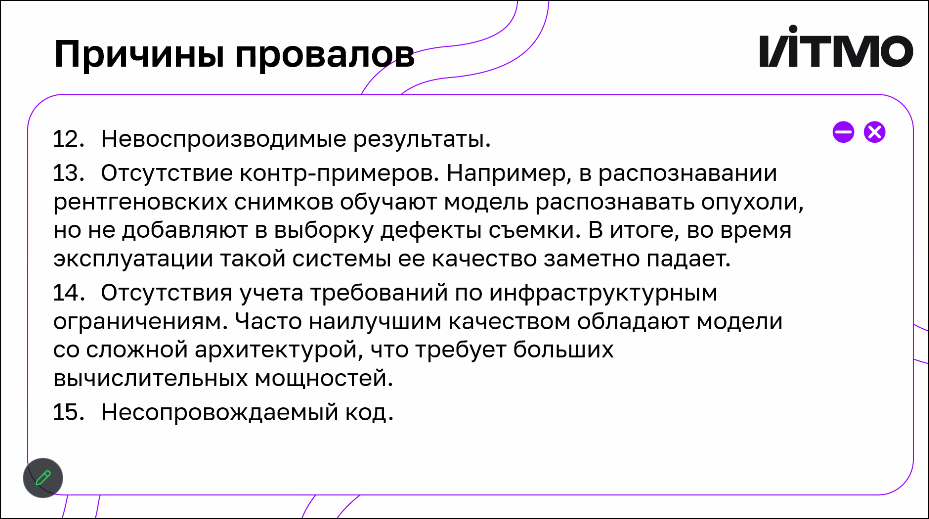 Причины провалов
ИТМО
12. Невоспроизводимые результаты.
13. Отсутствие контр-примеров. Например, в распознавании
рентгеновских снимков обучают модель распознавать опухоли,
но не добавляют в выборку дефекты съемки. В итоге, во время
эксплуатации такой системы ее качество заметно падает.
14. Отсутствия учета требований по инфраструктурным
ограничениям. Часто наилучшим качеством обладают модели
со сложной архитектурой, что требует больших
вычислительных мощностей.
15. Несопровождаемый код.